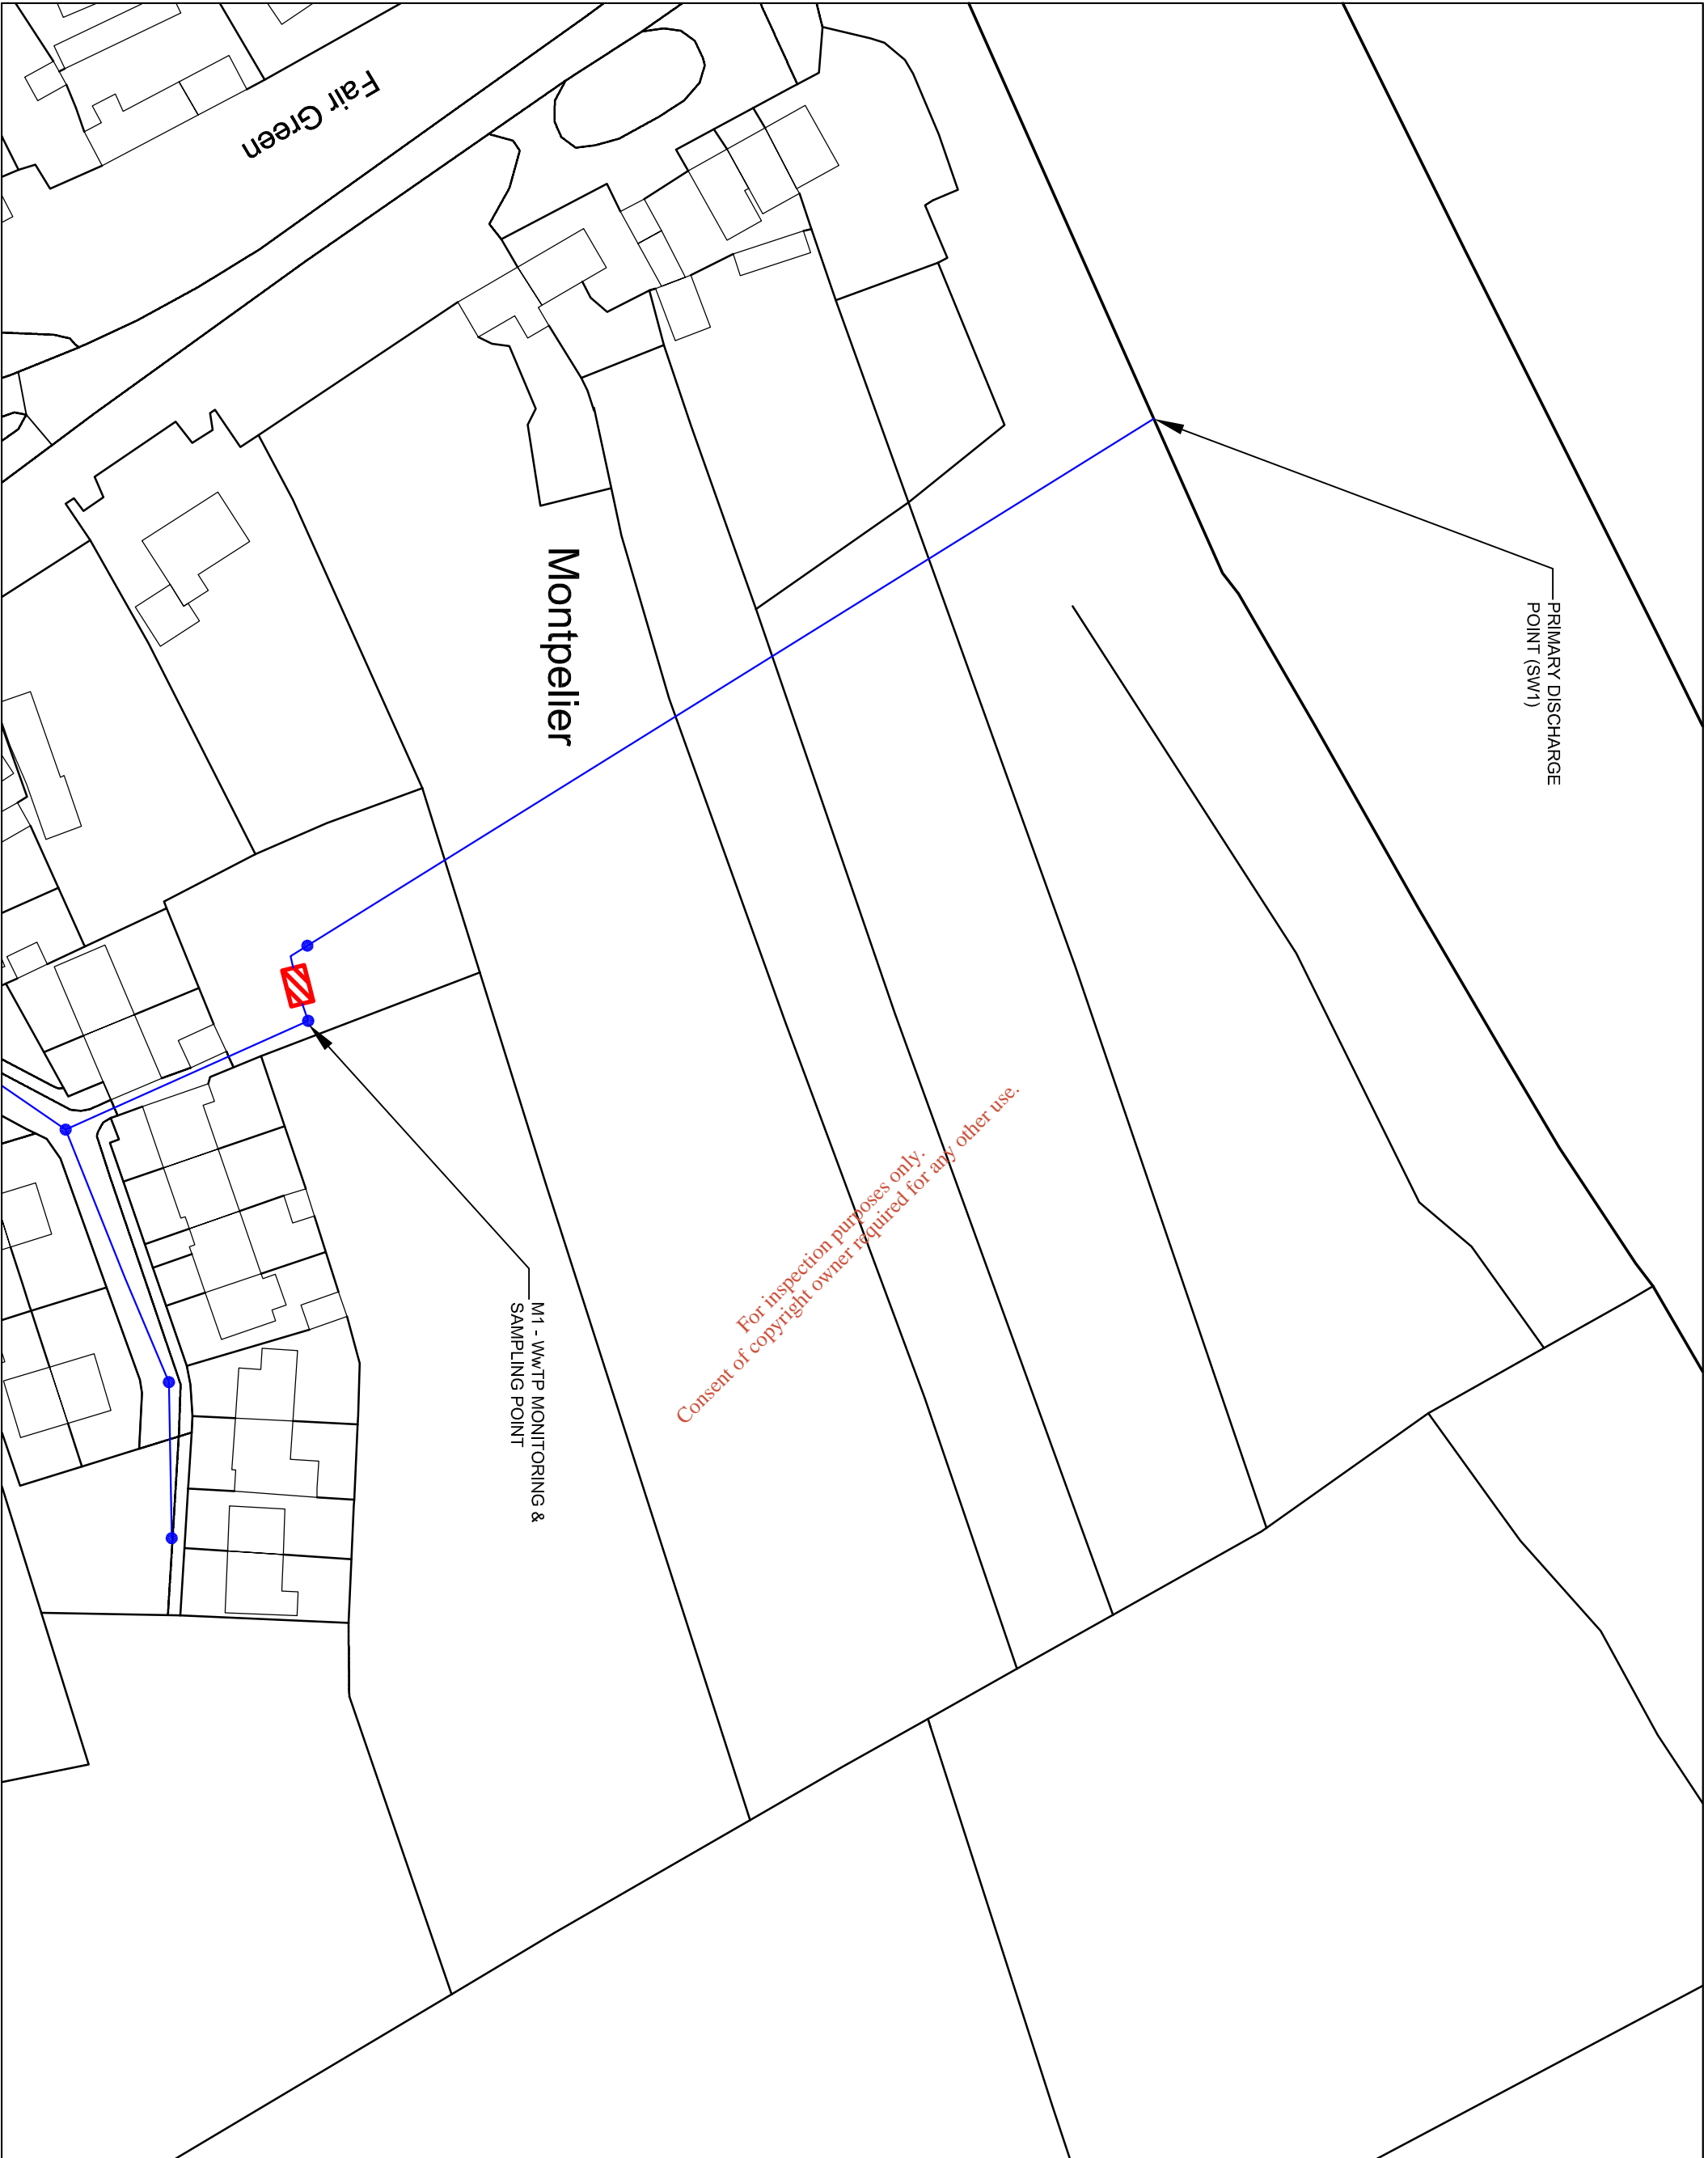 Fair Green
PRIMARY DISCHARGE
POINT (SW1)
Montpelier
M1 - WwTP MONITORING &
SAMPLING POINT
For inspection purposes only.
Consent of copyright owner required for any other use.